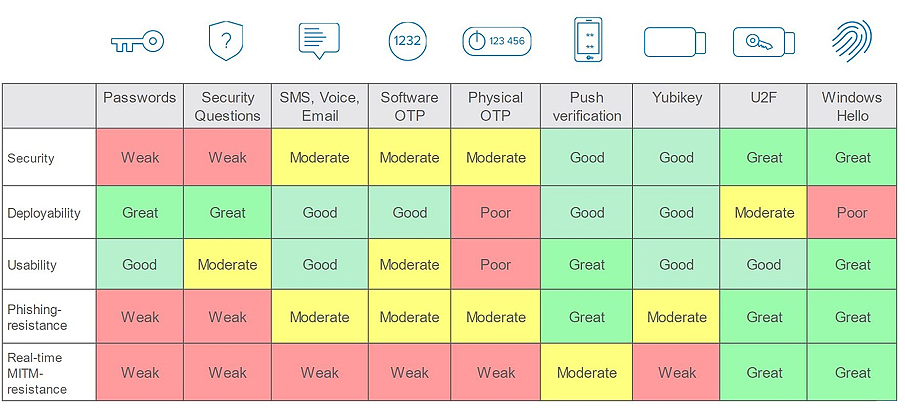 ?
1232
123 456
**
**
Passwords
Security
Questions
SMS, Voice,
Email
Software
OTP
Physical
OTP
Push
verification
Yubikey
U2F
Windows
Hello
Security
Weak
Weak
Moderate
Moderate
Moderate
Good
Good
Great
Great
Deployability
Great
Great
Good
Good
Poor
Good
Good
Moderate
Poor
Usability
Good
Moderate
Good
Moderate
Poor
Great
Good
Good
Great
Phishing-
resistance
Weak
Weak
Moderate
Moderate
Moderate
Great
Moderate
Great
Great
Real-time
MITM-
resistance
Weak
Weak
Weak
Weak
Weak
Moderate
Weak
Great
Great